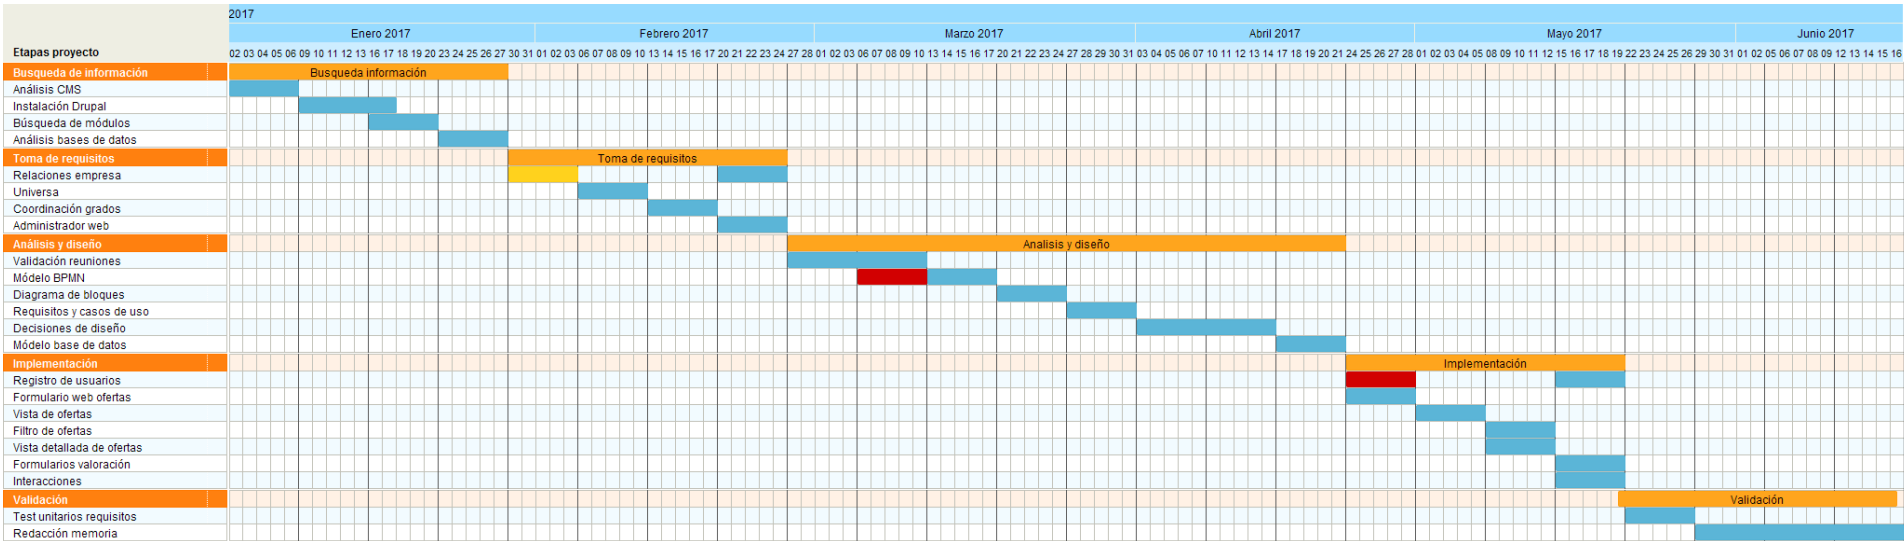 2017
Enero 2017 Febrero 2017 Marzo 2017 Abril 2017 Mayo 2017 Junio 2017
Etapas proyecto 02 03 04 05 06 09 10 11 12 13 16 17 18 19 20 23 24 25 26 27 30 31 01 02 03 06 07 08 09 10 13 14 15 16 17 20 21 22 23 24 27 28 01 02 03 06 07 08 09 10 13 14 15 16 17 20 21 22 23 24 27 28 29 30 31 03 04 05 06 07 10 11 12 13 14 17 18 19 20 21 24 25 26 27 28 01 02 03 04 05 08 09 10 11 12 15 16 17 18 19 22 23 24 25 26 29 30 31 01 02 05 06 07 08 09 12 13 14 15 16
Busqueda de información Busqueda información
Análisis CMS
Instalación Drupal
Búsqueda de módulos
Análisis bases de datos
Toma de requisitos Toma de requisitos
Relaciones empresa
Universa
Coordinación grados
Administrador web
Análisis y diseño Analisis y diseño
Validación reuniones
Módelo BPMN
Diagrama de bloques
Requisitos y casos de uso
Decisiones de diseño
Módelo base de datos
Implementación Implementación
Registro de usuarios
Formulario web ofertas
Vista de ofertas
Filtro de ofertas
Vista detallada de ofertas
Formularios valoración
Interacciones
Validación Validación
Test unitarios requisitos
Redacción memoria